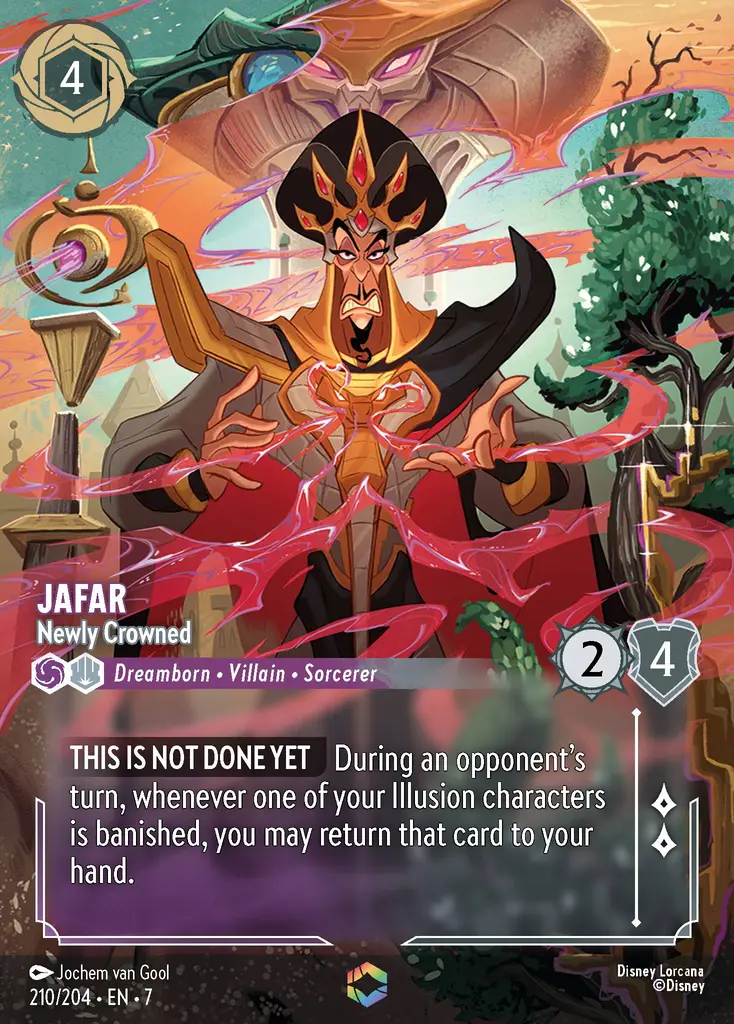 4
JAFAR
Newly Crowned
Dreamborn • Villain • Sorcerer
2
4
THIS IS NOT DONE YET During an opponent's
turn, whenever one of your Illusion characters
is banished, you may return that card to your
hand.
Jochem van Gool
210/204 • EN • 7
Disney Lorcana
©Disney